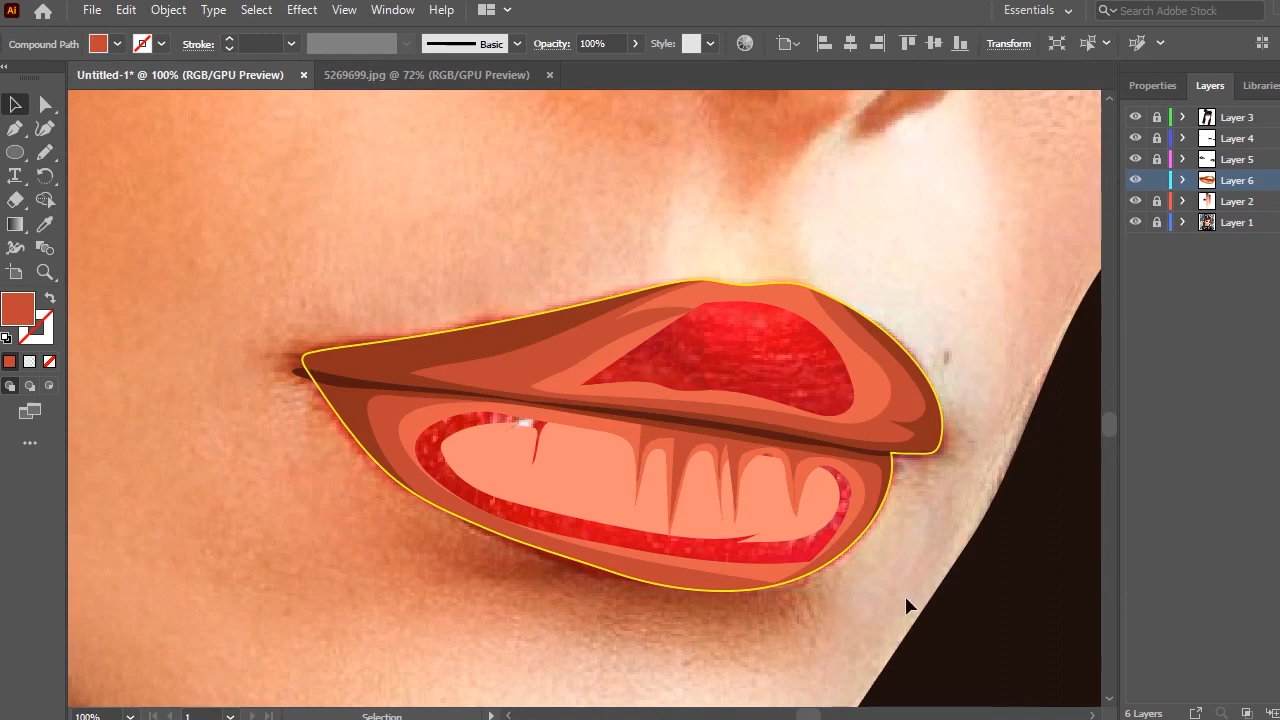 Ai File Edit Object Type Select Effect View Window Help Essentials Search Adobe Stock
Compound Path Stroke: Basic Opacity: 100% Style: Transform
Untitled-1* @ 100% (RGB/GPU Preview) × 5269699.jpg @ 72% (RGB/GPU Preview) ×
Properties Layers Libraries
Layer 3
Layer 4
Layer 5
Layer 6
Layer 2
Layer 1
100% 1 Selection 6 Layers